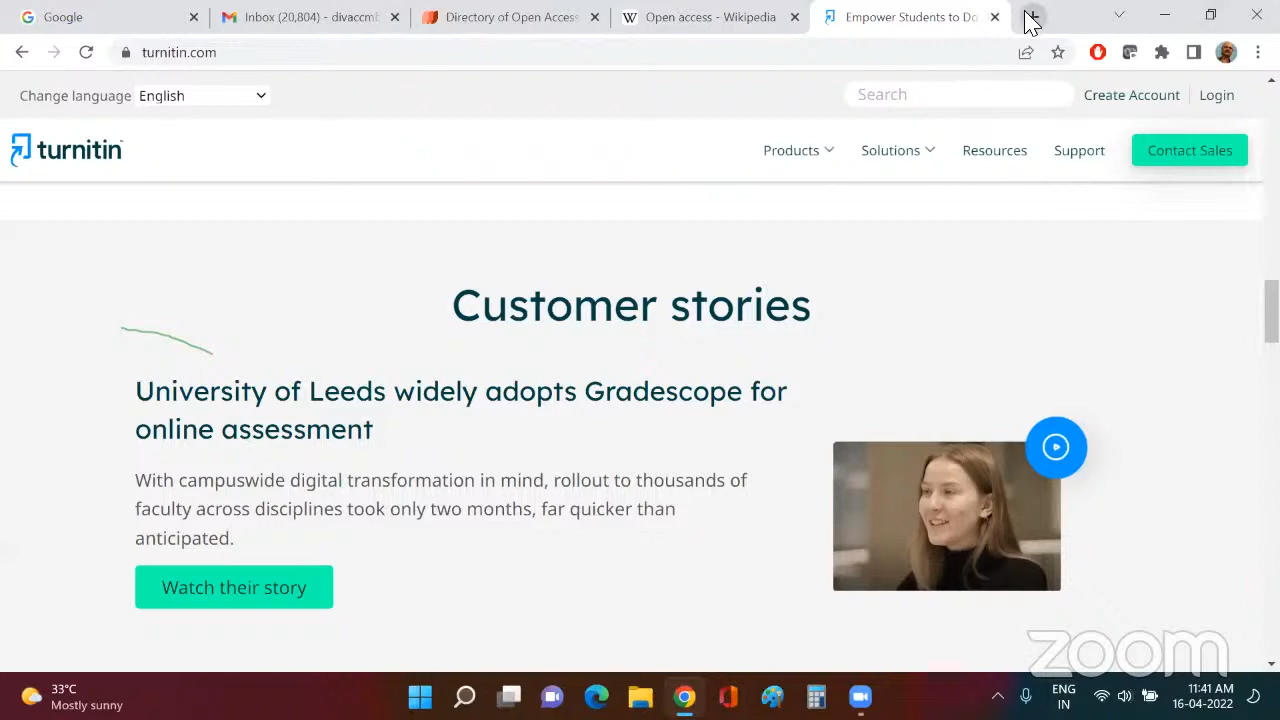 Google
Inbox (20,804) - divaccmb
Directory of Open Access
Open access - Wikipedia
Empower Students to Do
turnitin.com
Change language English
Search
Create Account
Login
turnitin
Products
Solutions
Resources
Support
Contact Sales
Customer stories
University of Leeds widely adopts Gradescope for
online assessment
With campuswide digital transformation in mind, rollout to thousands of
faculty across disciplines took only two months, far quicker than
anticipated.
Watch their story
zoom
33°C
Mostly sunny
ENG
IN
11:41 AM
16-04-2022